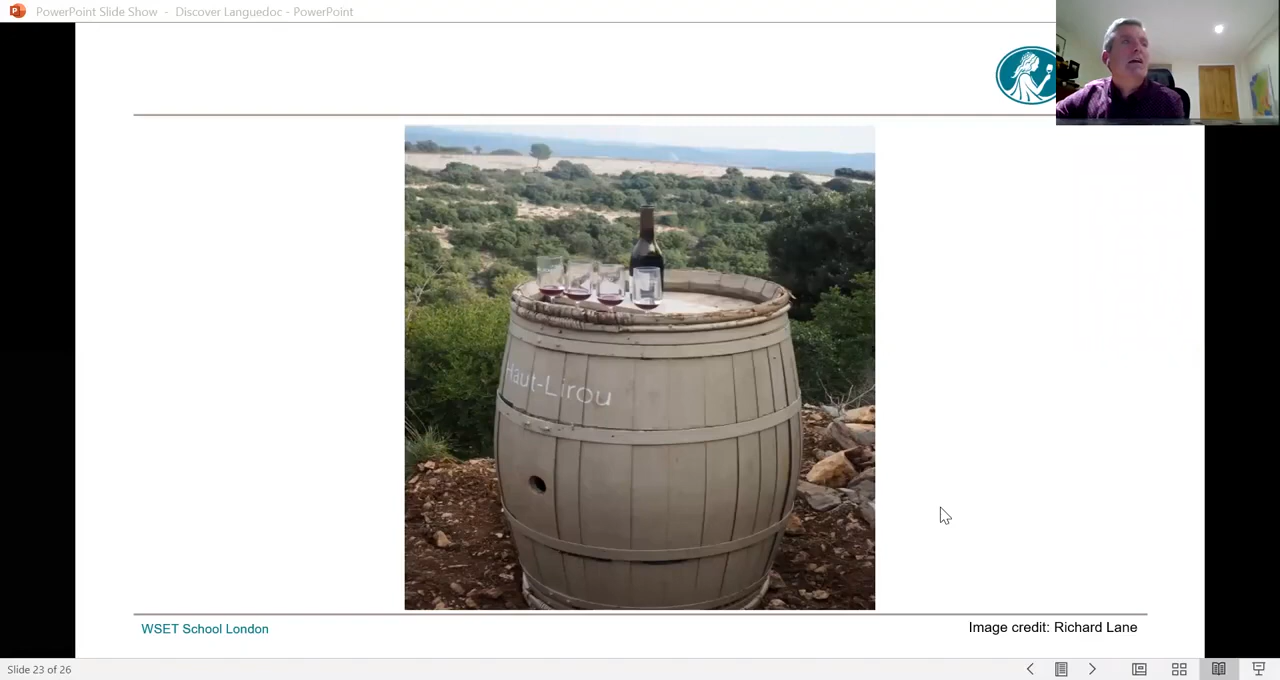 PowerPoint Slide Show - Discover Languedoc - PowerPoint
Haut-Lirou
WSET School London
Image credit: Richard Lane
Slide 23 of 26